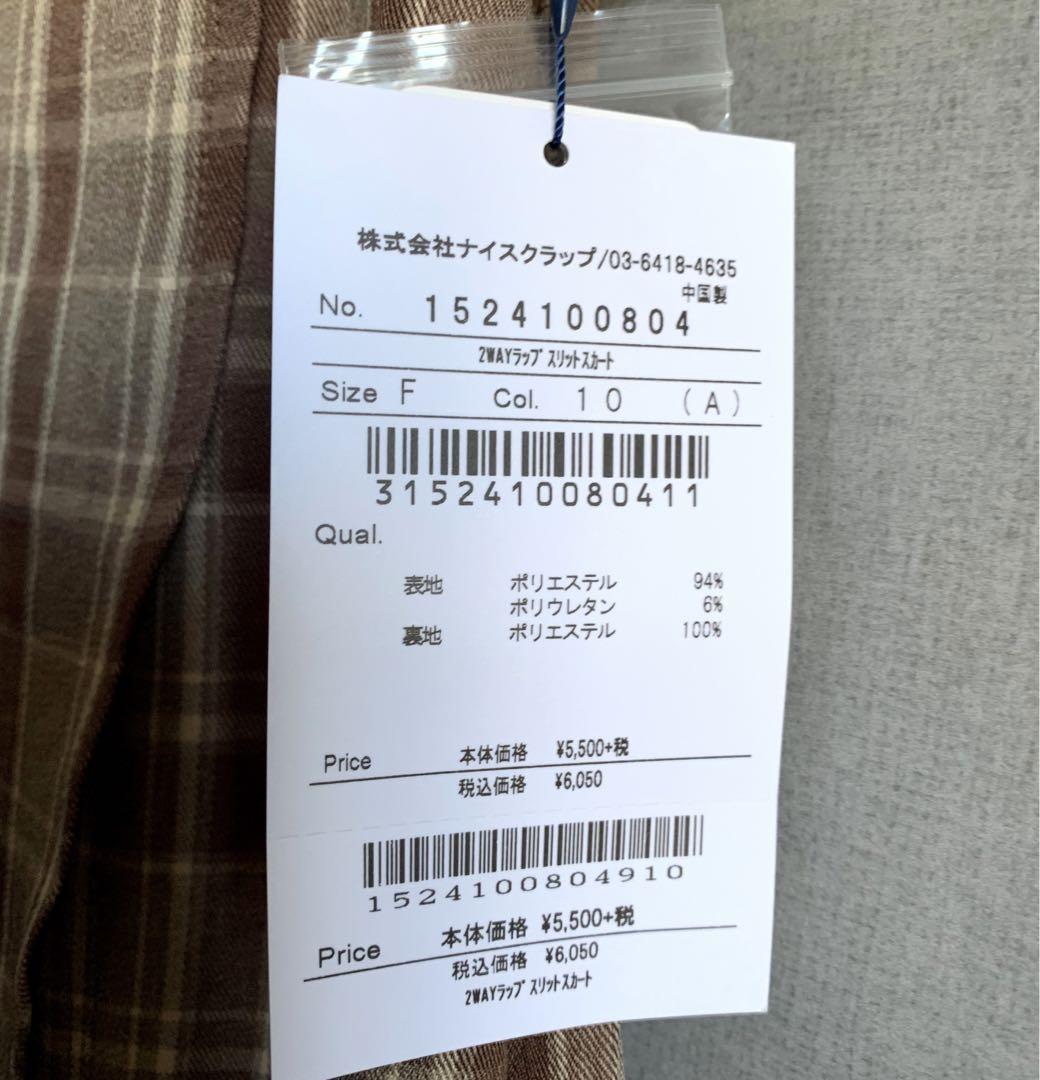 株式会社ナイスクラップ/03-6418-4635
中国製
No. 1524100804
2WAYラップスリットスカート
Size F Col. 10 (A)
3152410080411
Qual.
表地 ポリエステル 94%
ポリウレタン 6%
裏地 ポリエステル 100%
Price 本体価格 ¥5,500+税
税込価格 ¥6,050
1524100804910
Price 本体価格 ¥5,500+税
税込価格 ¥6,050
2WAYラップスリットスカート